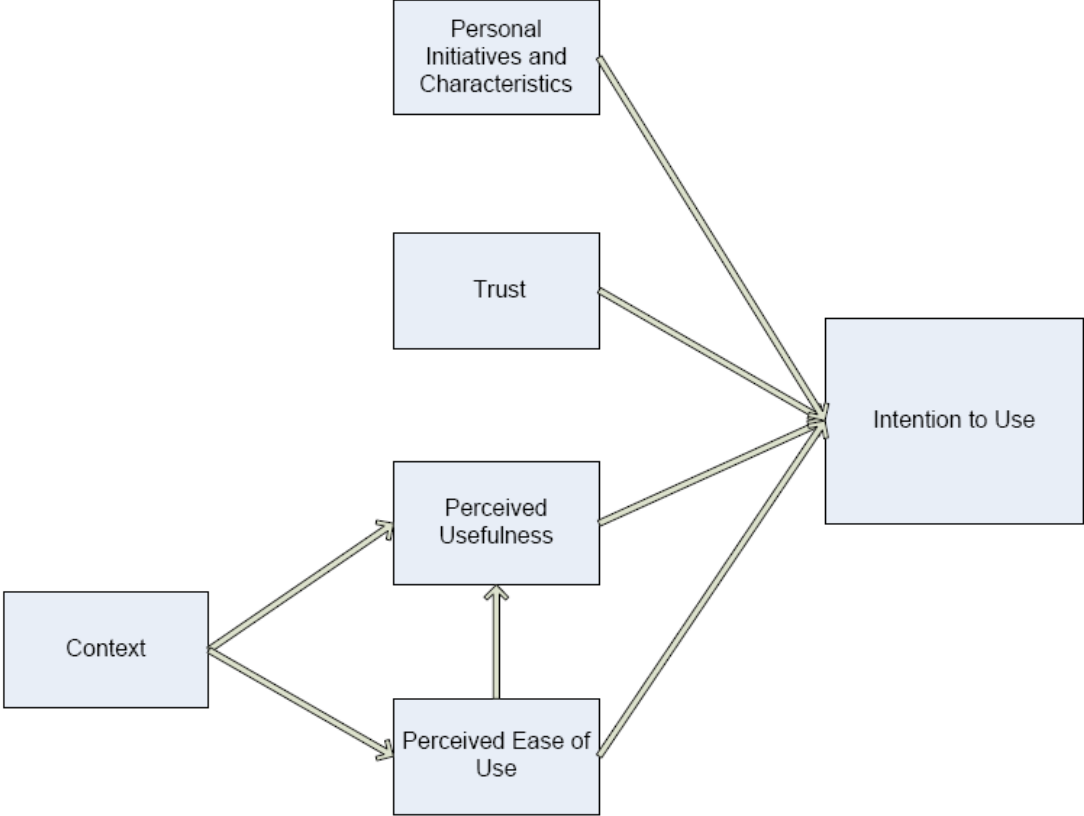 Personal
Initiatives and
Characteristics
Trust
Intention to Use
Perceived
Usefulness
Context
Perceived Ease of
Use